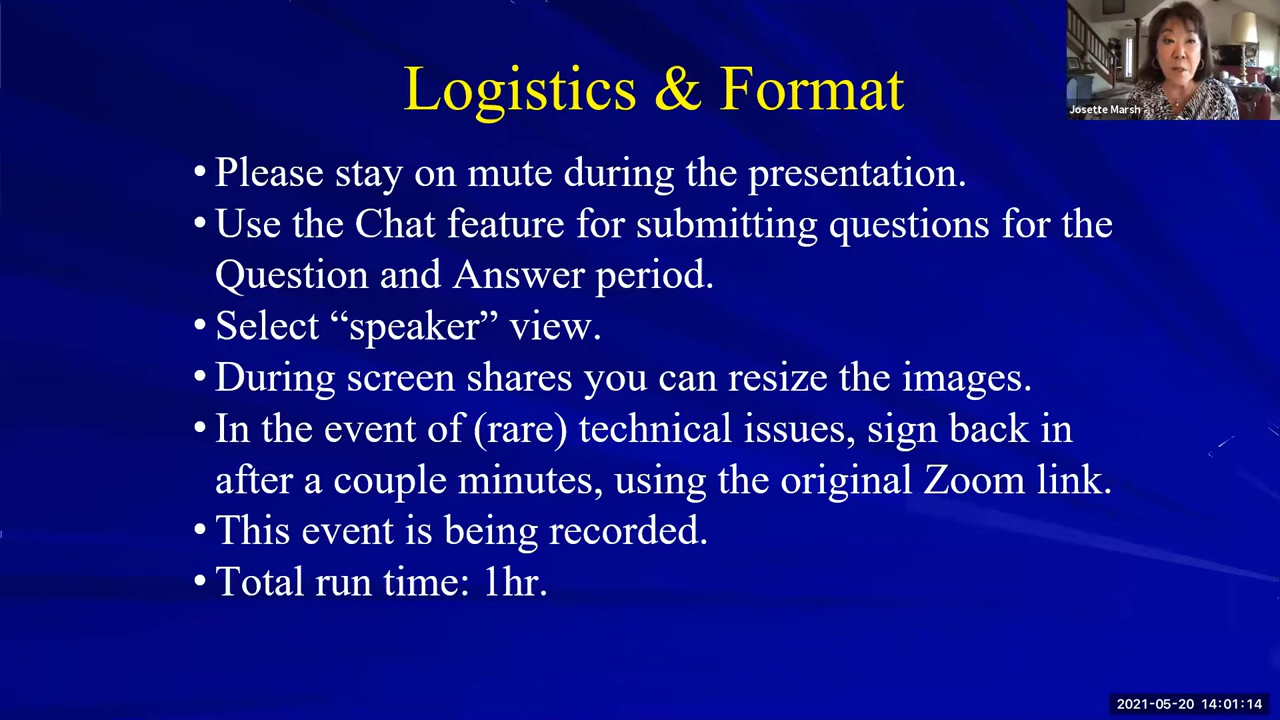 Logistics & Format
Josette Marsh
• Please stay on mute during the presentation.
• Use the Chat feature for submitting questions for the
Question and Answer period.
• Select “speaker” view.
• During screen shares you can resize the images.
• In the event of (rare) technical issues, sign back in
after a couple minutes, using the original Zoom link.
• This event is being recorded.
• Total run time: 1hr.
2021-05-20 14:01:14